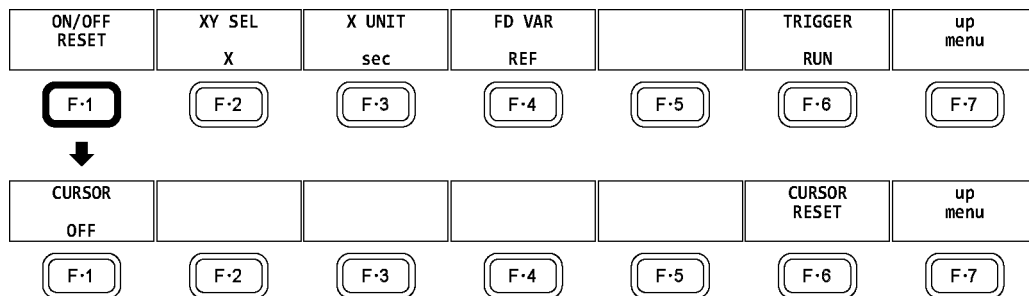 ON/OFF
RESET
XY SEL
X
X UNIT
sec
FD VAR
REF
TRIGGER
RUN
up
menu
F·1
F·2
F·3
F·4
F·5
F·6
F·7
CURSOR
OFF
CURSOR
RESET
up
menu
F·1
F·2
F·3
F·4
F·5
F·6
F·7